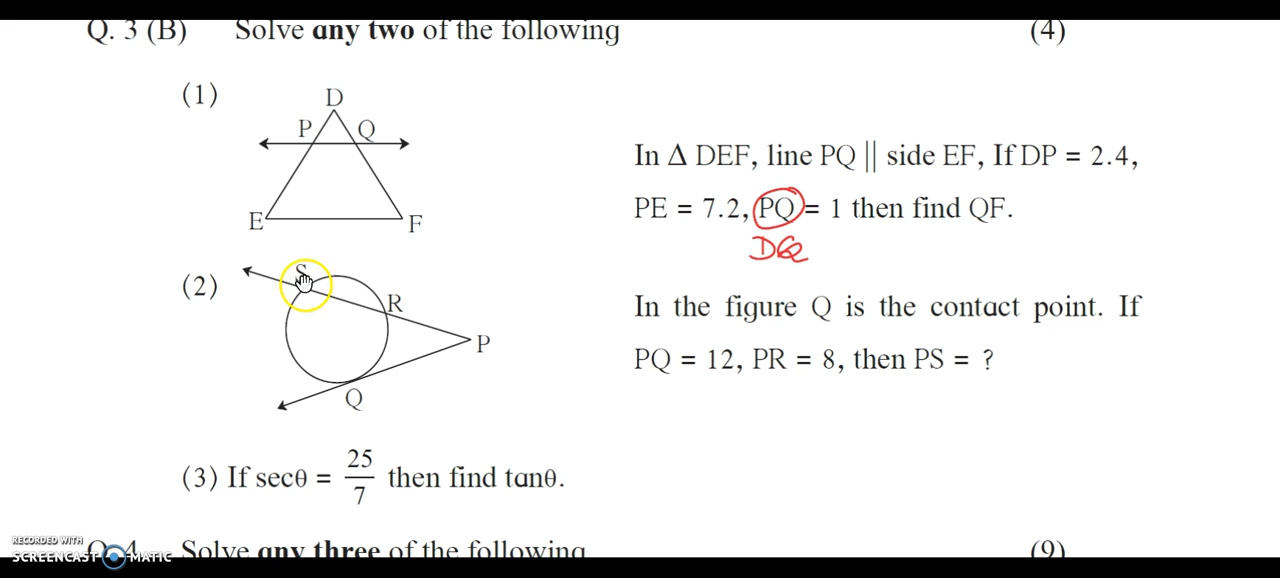 Q. 3 (B) Solve any two of the following (4)
(1)
D
P Q
E F
In Δ DEF, line PQ || side EF, If DP = 2.4,
PE = 7.2, PQ = 1 then find QF.
DQ
(2)
S
R
P
Q
In the figure Q is the contact point. If
PQ = 12, PR = 8, then PS = ?
(3) If secθ = 25/7 then find tanθ.
RECORDED WITH
SCREENCAST MATIC
Q. 4 Solve any three of the following (9)